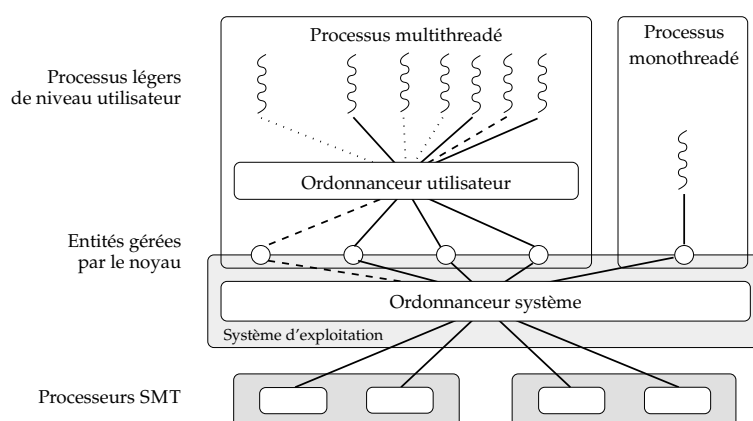 Processus multithreadé
Processus
monothreadé
Processus légers
de niveau utilisateur
Ordonnanceur utilisateur
Entités gérées
par le noyau
Ordonnanceur système
Système d'exploitation
Processeurs SMT